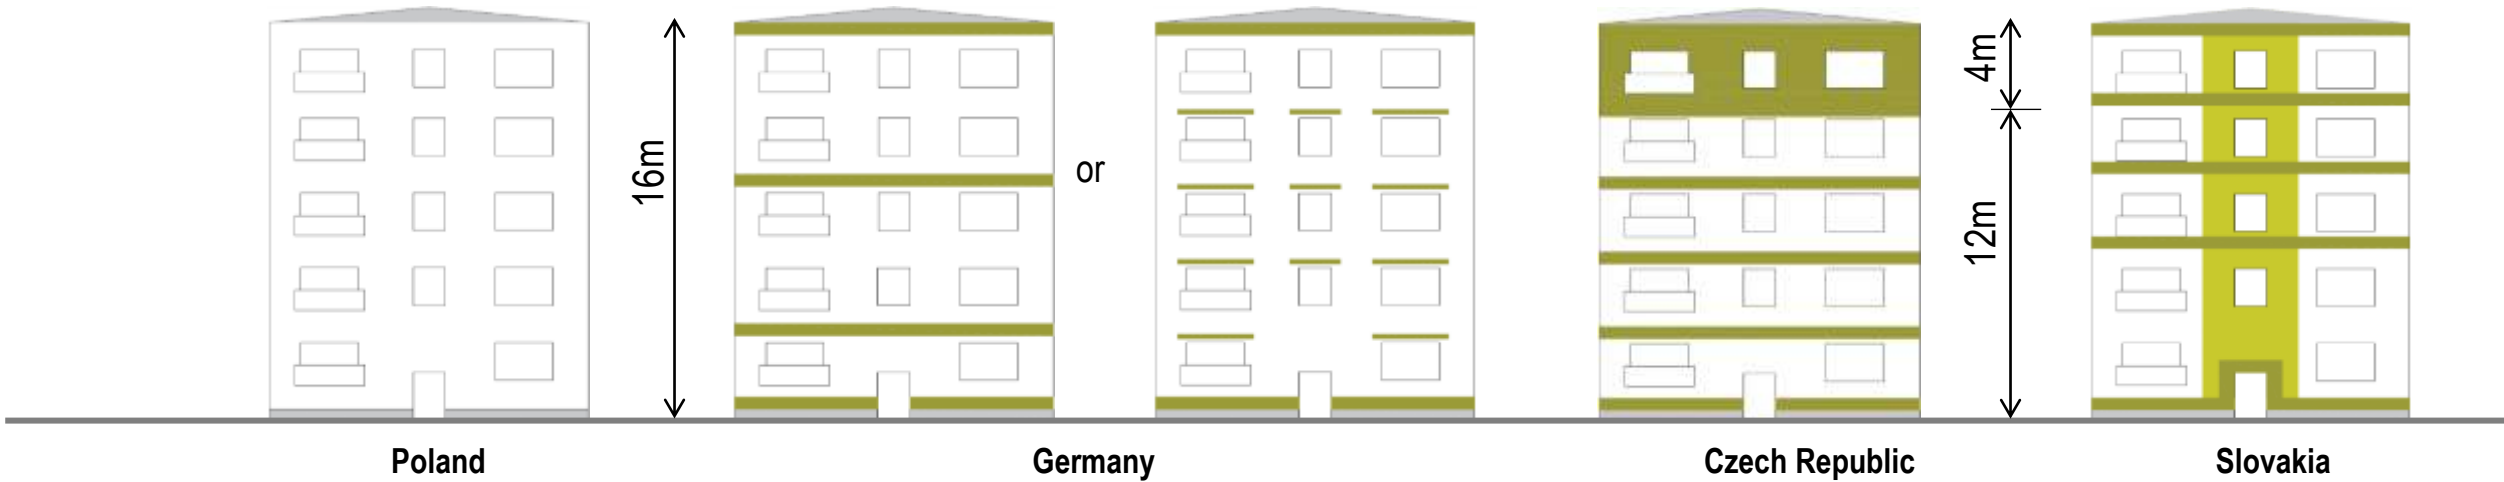 16m
or
4m
12m
Poland
Germany
Czech Republic
Slovakia